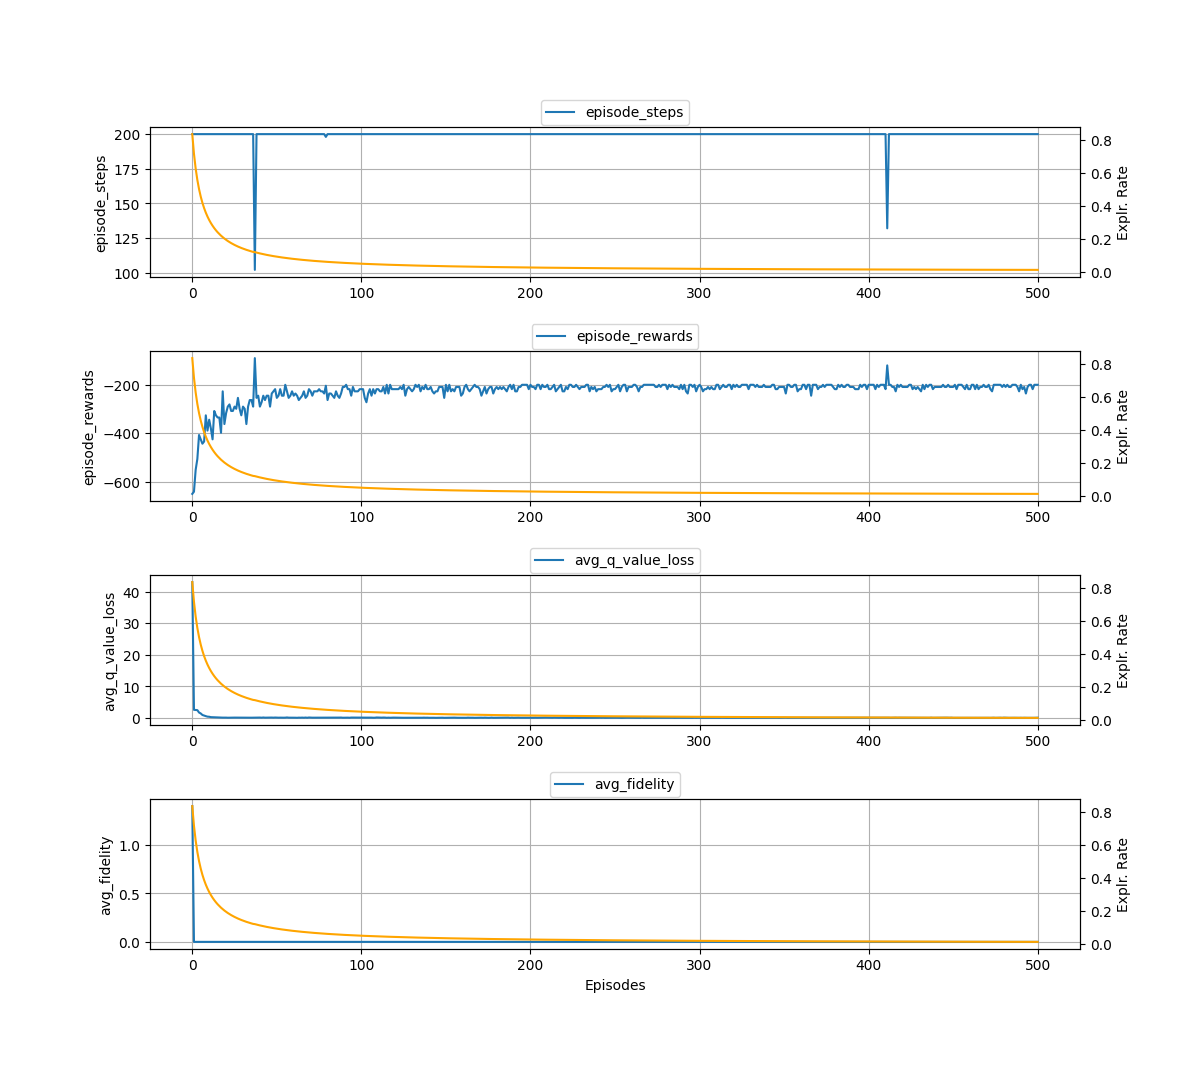 episode_steps
200
175
150
125
100
episode_steps
0.8
0.6
0.4
0.2
0.0
Explr. Rate
0 100 200 300 400 500
episode_rewards
−200
−400
−600
episode_rewards
0.8
0.6
0.4
0.2
0.0
Explr. Rate
0 100 200 300 400 500
avg_q_value_loss
40
30
20
10
0
avg_q_value_loss
0.8
0.6
0.4
0.2
0.0
Explr. Rate
0 100 200 300 400 500
avg_fidelity
1.0
0.5
0.0
avg_fidelity
0.8
0.6
0.4
0.2
0.0
Explr. Rate
0 100 200 300 400 500
Episodes